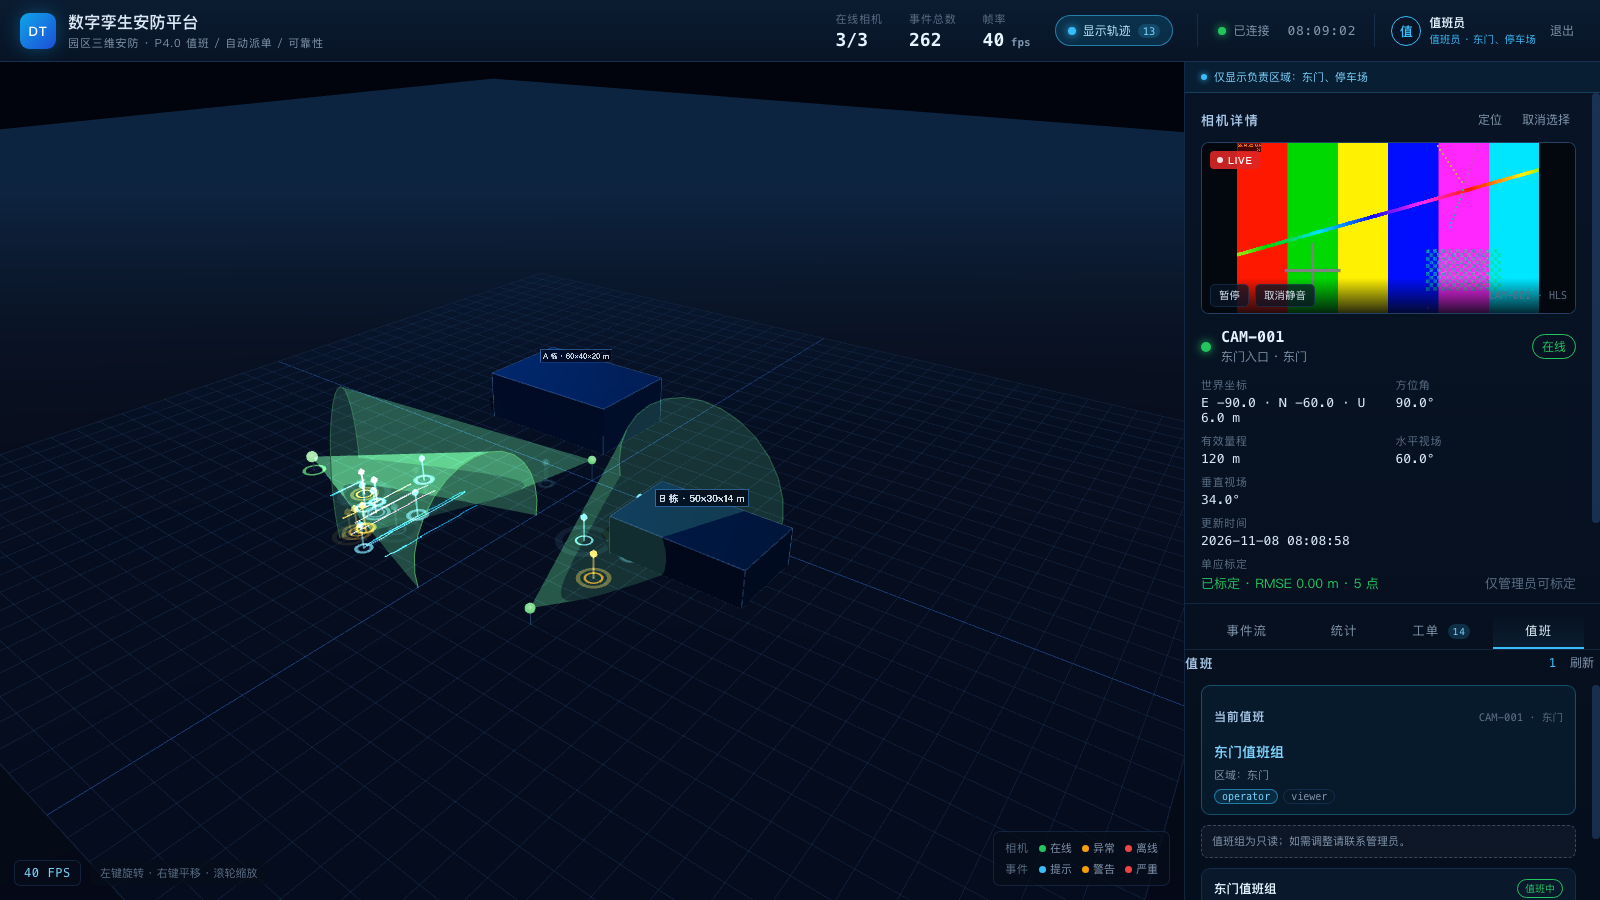 DT
数字孪生安防平台
园区三维安防 · P4.0 值班 / 自动派单 / 可靠性
在线相机
3/3
事件总数
262
帧率
40 fps
显示轨迹 13
已连接
08:09:02
值
值班员
值班员 · 东门、停车场
退出
A 栋 · 60×40×20 m
B 栋 · 50×30×14 m
40 FPS
左键旋转 · 右键平移 · 滚轮缩放
相机 在线 异常 离线
事件 提示 警告 严重
仅显示负责区域: 东门、停车场
相机详情
定位
取消选择
LIVE
暂停
取消静音
CAM-001 · HLS
CAM-001
东门入口 · 东门
在线
世界坐标
E -90.0 · N -60.0 · U
6.0 m
方位角
90.0°
有效量程
120 m
水平视场
60.0°
垂直视场
34.0°
更新时间
2026-11-08 08:08:58
单应标定
已标定 · RMSE 0.00 m · 5 点
仅管理员可标定
事件流
统计
工单 14
值班
值班
1
刷新
当前值班
CAM-001 · 东门
东门值班组
区域: 东门
operator
viewer
值班组为只读; 如需调整请联系管理员。
东门值班组
值班中